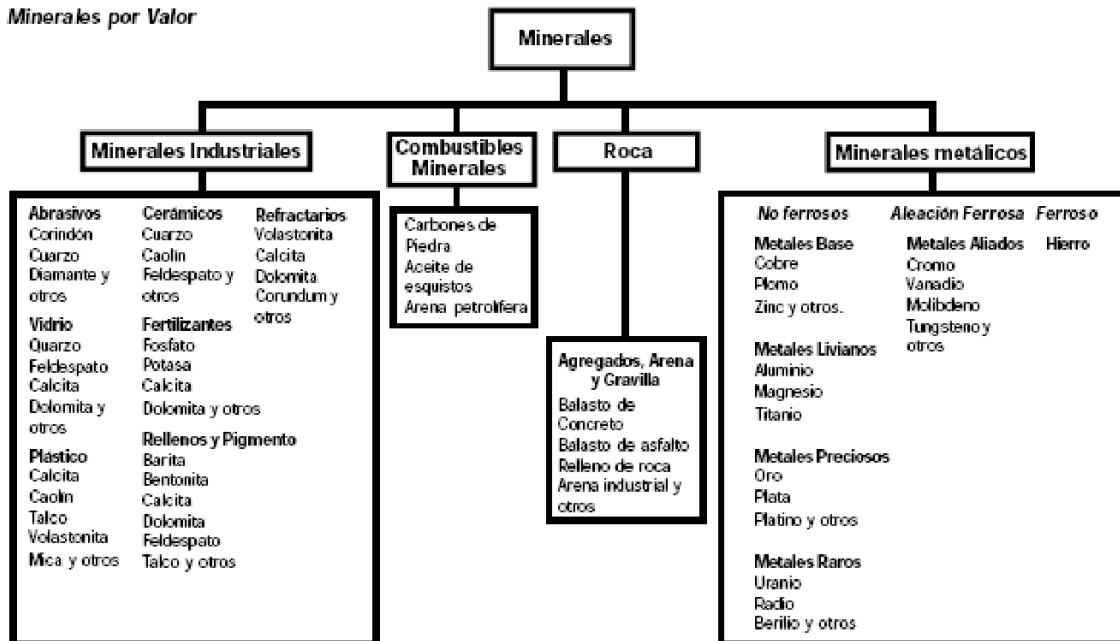 Minerales por Valor
Minerales
Minerales Industriales
Abrasivos
Corindón
Cuarzo
Diamante y
otros
Vidrio
Quarzo
Feldespato
Calcita
Dolomita y
otros
Plástico
Calcita
Caolín
Talco
Volastonita
Mica y otros
Cerámicos
Cuarzo
Caolín
Feldespato y
otros
Fertilizantes
Fosfato
Potasa
Calcita
Dolomita y otros
Rellenos y Pigmento
Barita
Bentonita
Calcita
Dolomita
Feldespato
Talco y otros
Refractarios
Volastonita
Calcita
Dolomita
Corundum y
otros
Combustibles
Minerales
Carbones de
Piedra
Aceite de
esquistos
Arena petrolífera
Roca
Agregados, Arena
y Gravilla
Balasto de
Concreto
Balasto de asfalto
Relleno de roca
Arena industrial y
otros
Minerales metálicos
No ferrosos
Metales Base
Cobre
Plomo
Zinc y otros.
Metales Livianos
Aluminio
Magnesio
Titanio
Metales Preciosos
Oro
Plata
Platino y otros
Metales Raros
Uranio
Radio
Berilio y otros
Aleación Ferrosa
Metales Aliados
Cromo
Vanadio
Molibdeno
Tungsteno y
otros
Ferroso
Hierro